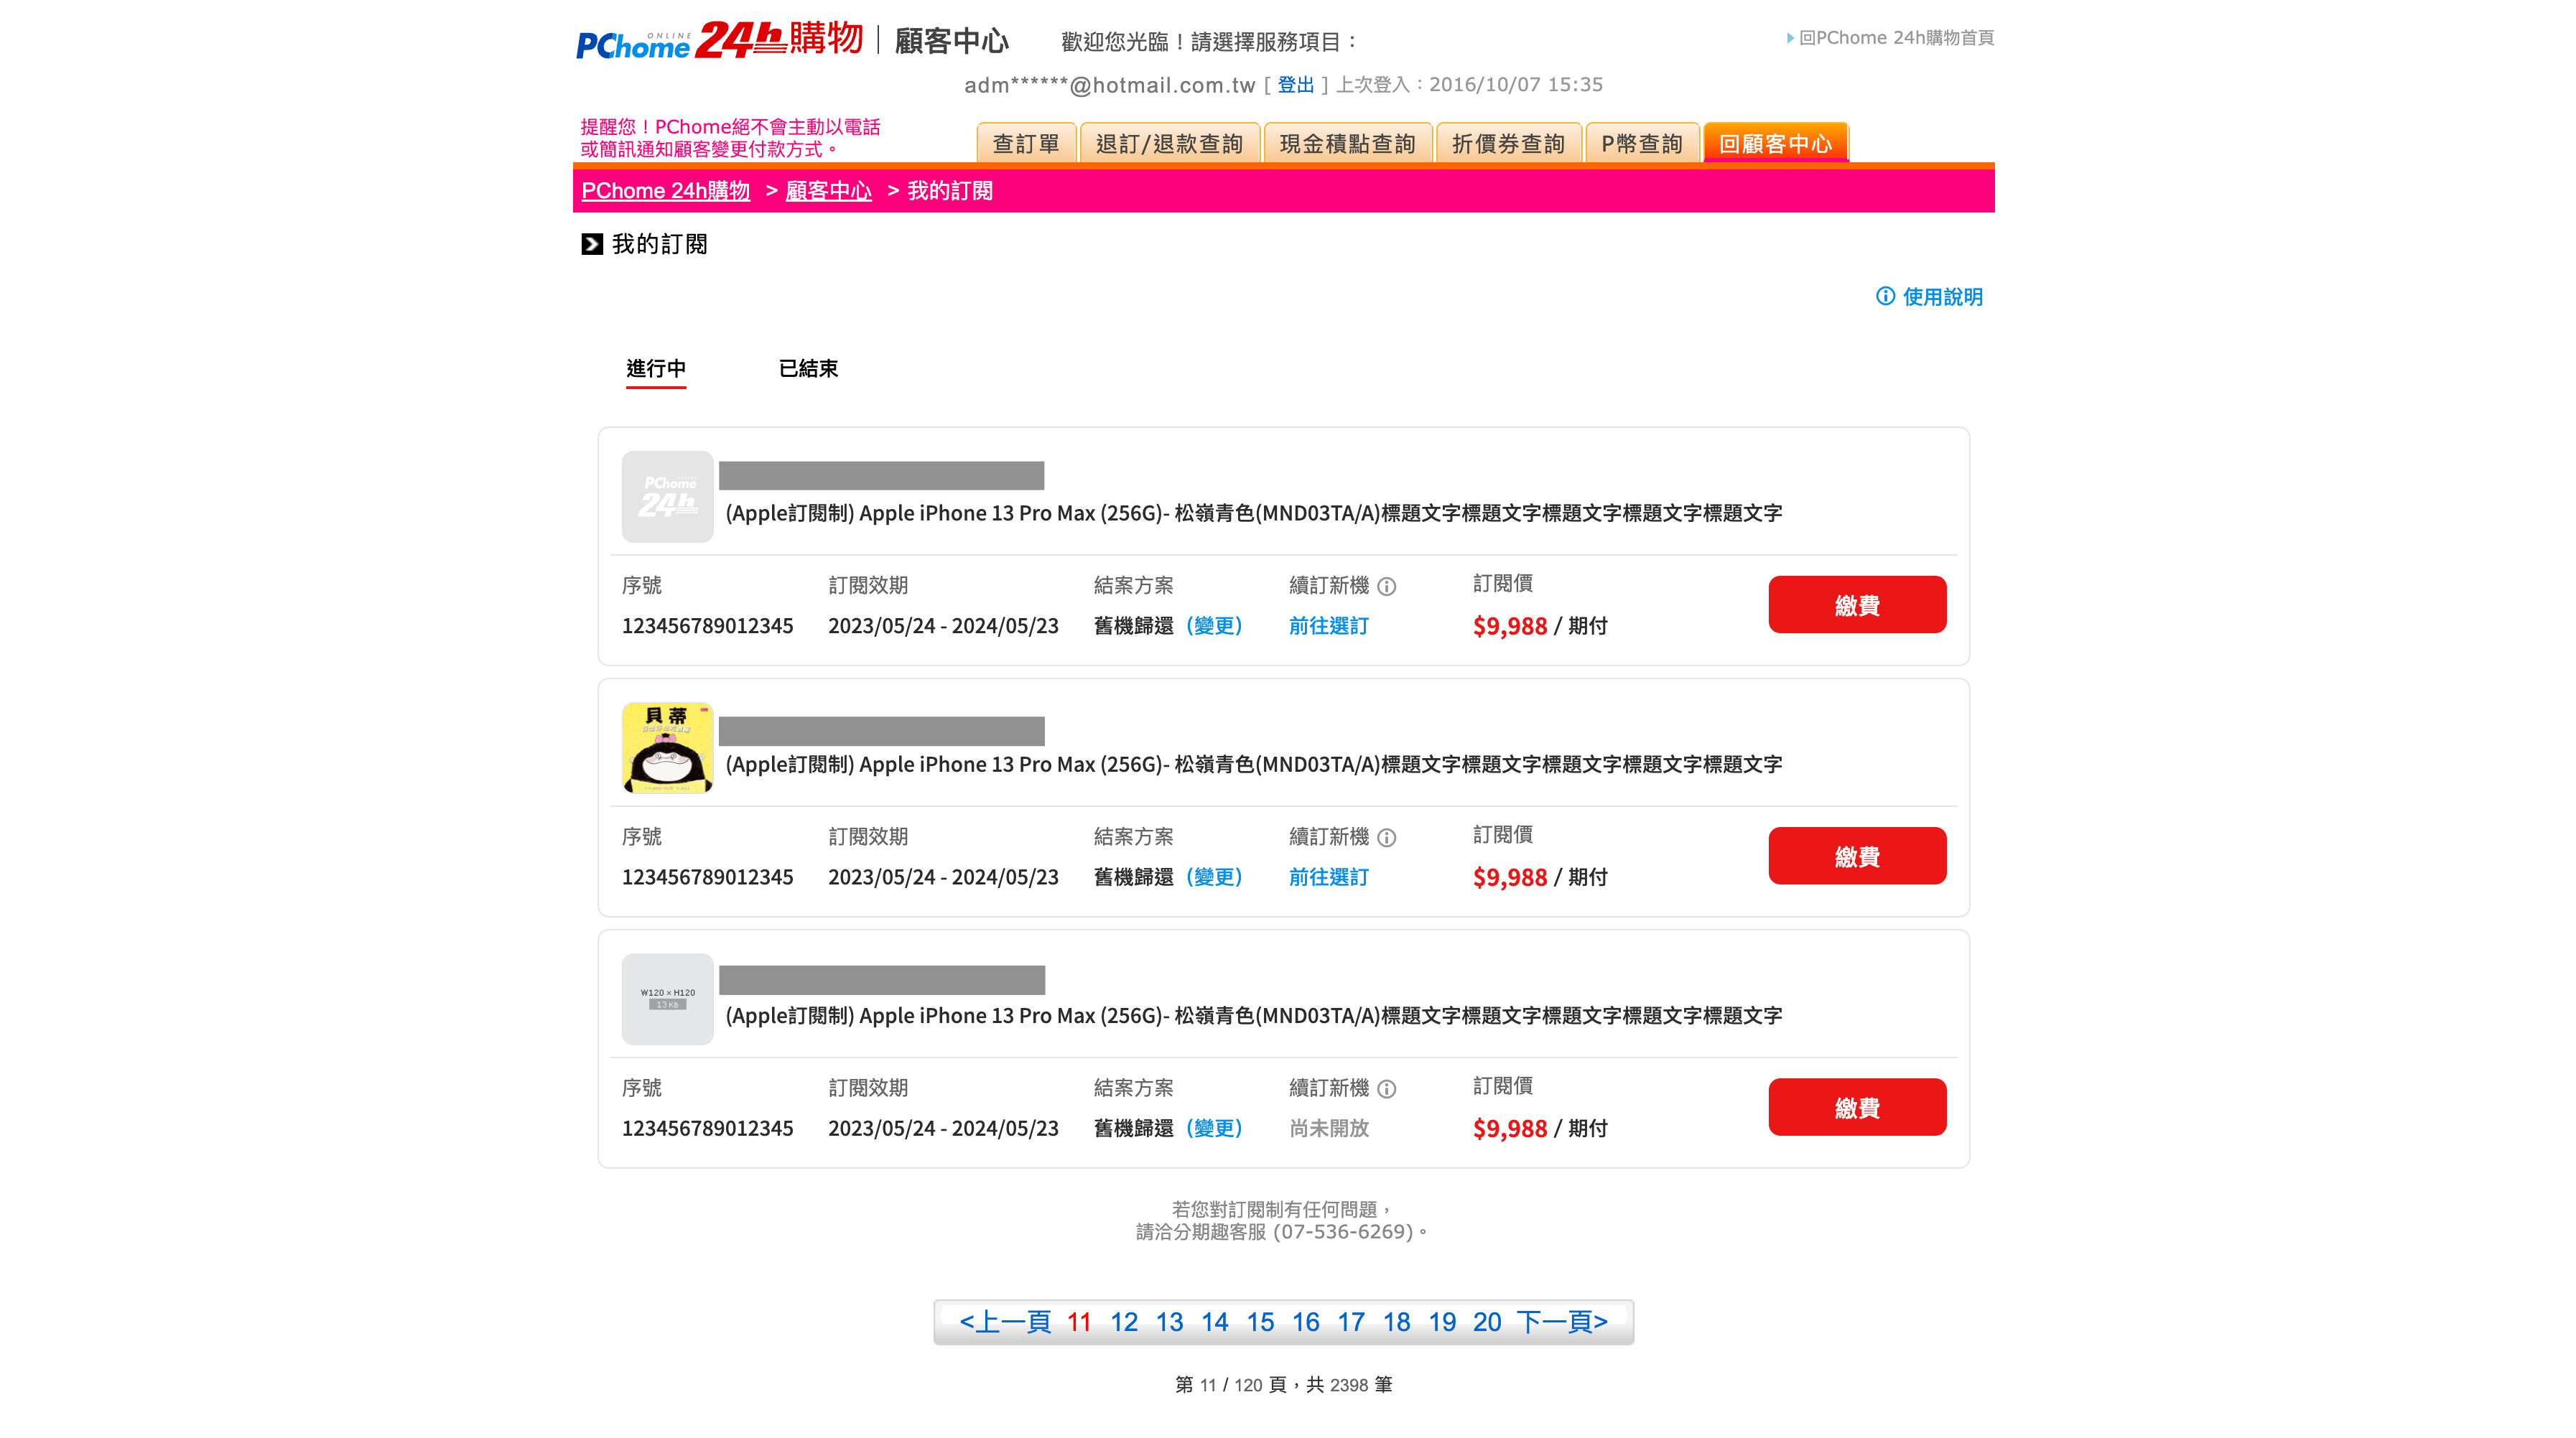 PChome ONLINE 24h購物 顧客中心 歡迎您光臨！請選擇服務項目：
回PChome 24h購物首頁
adm******@hotmail.com.tw [ 登出 ] 上次登入：2016/10/07 15:35
提醒您！PChome絕不會主動以電話
或簡訊通知顧客變更付款方式。
查訂單 退訂/退款查詢 現金積點查詢 折價券查詢 P幣查詢 回顧客中心
PChome 24h購物 > 顧客中心 > 我的訂閱
我的訂閱
使用說明
進行中 已結束
PChome
24h
(Apple訂閱制) Apple iPhone 13 Pro Max (256G)- 松嶺青色(MND03TA/A)標題文字標題文字標題文字標題文字標題文字
序號 訂閱效期 結案方案 續訂新機 訂閱價
123456789012345 2023/05/24 - 2024/05/23 舊機歸還（變更） 前往選訂 $9,988 / 期付
繳費
貝蒂
(Apple訂閱制) Apple iPhone 13 Pro Max (256G)- 松嶺青色(MND03TA/A)標題文字標題文字標題文字標題文字標題文字
序號 訂閱效期 結案方案 續訂新機 訂閱價
123456789012345 2023/05/24 - 2024/05/23 舊機歸還（變更） 前往選訂 $9,988 / 期付
繳費
W120 × H120
13 KB
(Apple訂閱制) Apple iPhone 13 Pro Max (256G)- 松嶺青色(MND03TA/A)標題文字標題文字標題文字標題文字標題文字
序號 訂閱效期 結案方案 續訂新機 訂閱價
123456789012345 2023/05/24 - 2024/05/23 舊機歸還（變更） 尚未開放 $9,988 / 期付
繳費
若您對訂閱制有任何問題，
請洽分期趣客服 (07-536-6269)。
<上一頁 11 12 13 14 15 16 17 18 19 20 下一頁>
第 11 / 120 頁，共 2398 筆